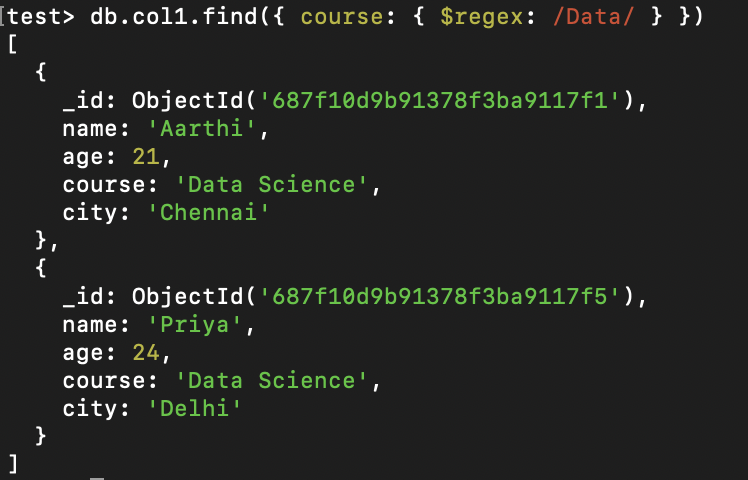 test> db.col1.find({ course: { $regex: /Data/ } })
[
  {
    _id: ObjectId('687f10d9b91378f3ba9117f1'),
    name: 'Aarthi',
    age: 21,
    course: 'Data Science',
    city: 'Chennai'
  },
  {
    _id: ObjectId('687f10d9b91378f3ba9117f5'),
    name: 'Priya',
    age: 24,
    course: 'Data Science',
    city: 'Delhi'
  }
]